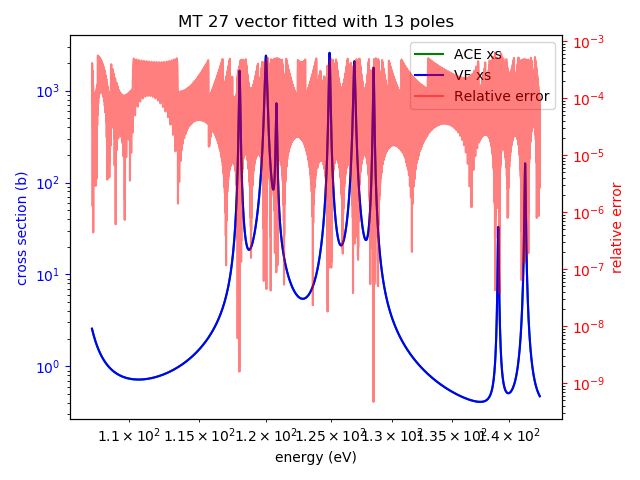 MT 27 vector fitted with 13 poles
ACE xs
VF xs
Relative error
cross section (b)
10³
10²
10¹
10⁰
relative error
10⁻³
10⁻⁴
10⁻⁵
10⁻⁶
10⁻⁷
10⁻⁸
10⁻⁹
1.1 × 10² 1.15 × 10² 1.2 × 10² 1.25 × 10² 1.3 × 10² 1.35 × 10² 1.4 × 10²
energy (eV)